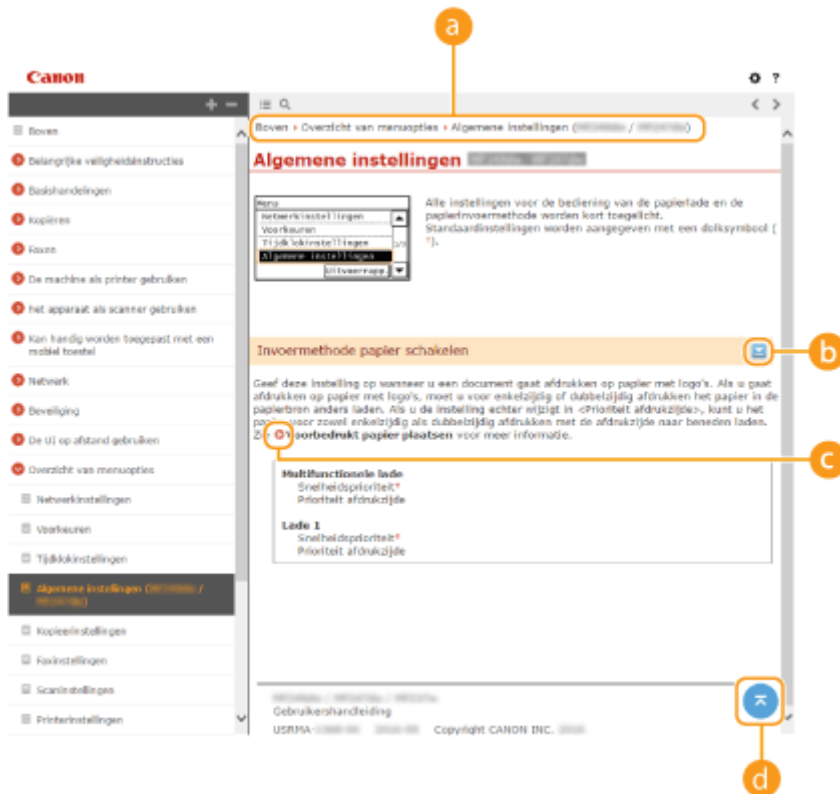 a
Canon
+ −
?
< >
Boven
Boven › Overzicht van menuopties › Algemene instellingen ( / )
Belangrijke veiligheidsinstructies
Basishandelingen
Kopiëren
Faxen
De machine als printer gebruiken
het apparaat als scanner gebruiken
Kan handig worden toegepast met een
mobiel toestel
Netwerk
Beveiliging
De UI op afstand gebruiken
Overzicht van menuopties
Netwerkinstellingen
Voorkeuren
Tijdklokinstellingen
Algemene instellingen ( /
)
Kopieerinstellingen
Faxinstellingen
Scaninstellingen
Printerinstellingen
Algemene instellingen
Menu
Netwerkinstellingen
Voorkeuren
Tijdklokinstellingen
Algemene instellingen
Uitvoerrapp.
Alle instellingen voor de bediening van de papierlade en de
papierinvoermethode worden kort toegelicht.
Standaardinstellingen worden aangegeven met een dolksymbool (
*).
Invoermethode papier schakelen
b
Geef deze instelling op wanneer u een document gaat afdrukken op papier met logo's. Als u gaat
afdrukken op papier met logo's, moet u voor enkelzijdig of dubbelzijdig afdrukken het papier in de
papierbron anders laden. Als u de instelling echter wijzigt in <Prioriteit afdrukzijde>, kunt u het
papier voor zowel enkelzijdig als dubbelzijdig afdrukken met de afdrukzijde naar beneden laden.
Zie Voorbedrukt papier plaatsen voor meer informatie.
c
Multifunctionele lade
Snelheidsprioriteit*
Prioriteit afdrukzijde
Lade 1
Snelheidsprioriteit*
Prioriteit afdrukzijde
Gebruikershandleiding
USRMA- Copyright CANON INC.
d